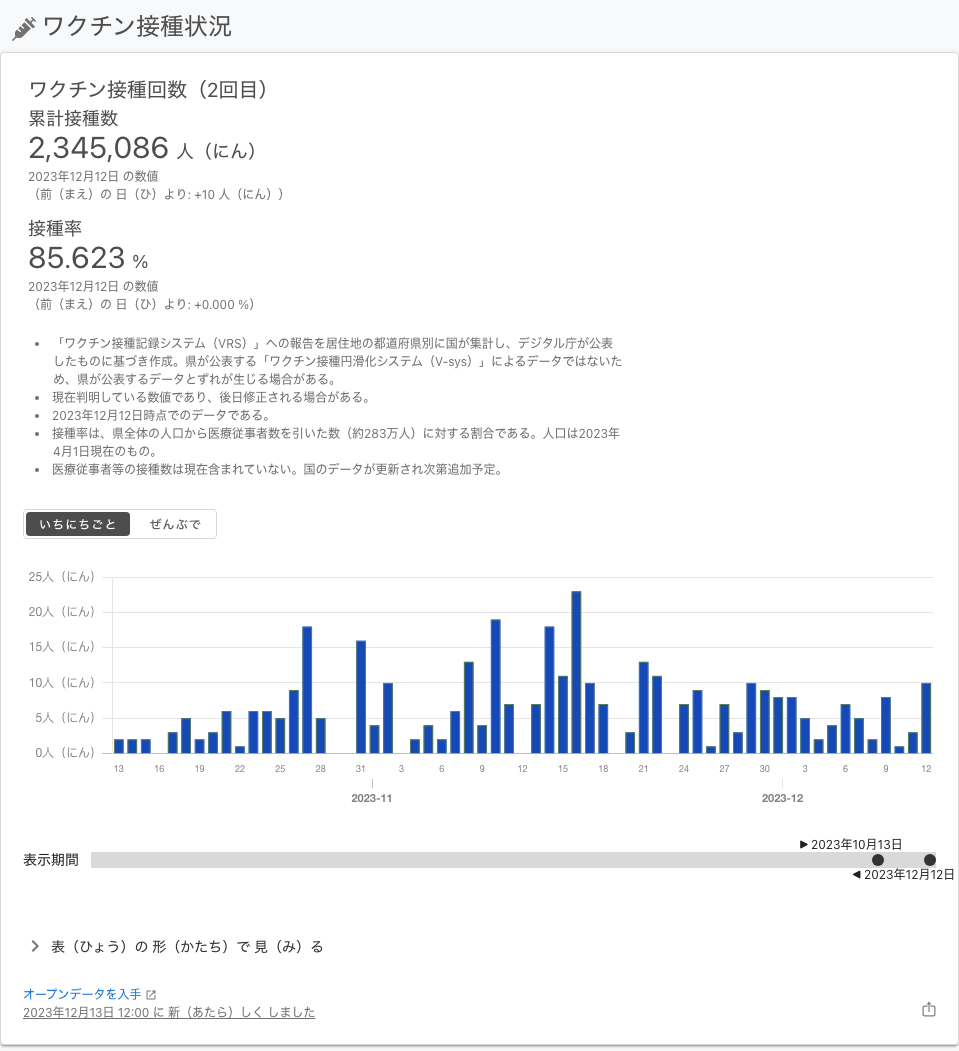 ワクチン接種状況
ワクチン接種回数（2回目）
累計接種数
2,345,086 人（にん）
2023年12月12日 の数値
（前（まえ）の 日（ひ）より: +10 人（にん））
接種率
85.623 %
2023年12月12日 の数値
（前（まえ）の 日（ひ）より: +0.000 %）
• 「ワクチン接種記録システム（VRS）」への報告を居住地の都道府県別に国が集計し、デジタル庁が公表
したものに基づき作成。県が公表する「ワクチン接種円滑化システム（V-sys）」によるデータではないた
め、県が公表するデータとずれが生じる場合がある。
• 現在判明している数値であり、後日修正される場合がある。
• 2023年12月12日時点でのデータである。
• 接種率は、県全体の人口から医療従事者数を引いた数（約283万人）に対する割合である。人口は2023年
4月1日現在のもの。
• 医療従事者等の接種数は現在含まれていない。国のデータが更新され次第追加予定。
いちにちごと ぜんぶで
25人（にん）
20人（にん）
15人（にん）
10人（にん）
5人（にん）
0人（にん）
13 16 19 22 25 28 31 3 6 9 12 15 18 21 24 27 30 3 6 9 12
2023-11 2023-12
▶ 2023年10月13日
表示期間
◀ 2023年12月12日
表（ひょう）の 形（かたち）で 見（み）る
オープンデータを入手
2023年12月13日 12:00 に 新（あたら）しく しました